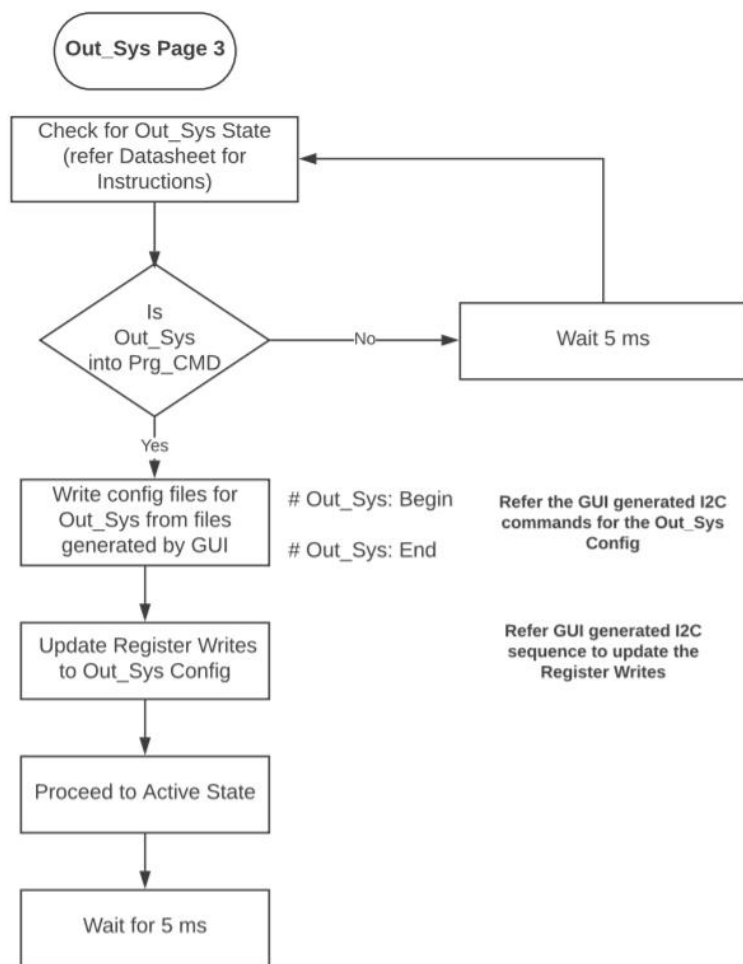 Out_Sys Page 3
Check for Out_Sys State
(refer Datasheet for
Instructions)
Is
Out_Sys
into Prg_CMD
No
Wait 5 ms
Yes
Write config files for
Out_Sys from files
generated by GUI
# Out_Sys: Begin
# Out_Sys: End
Refer the GUI generated I2C
commands for the Out_Sys
Config
Update Register Writes
to Out_Sys Config
Refer GUI generated I2C
sequence to update the
Register Writes
Proceed to Active State
Wait for 5 ms